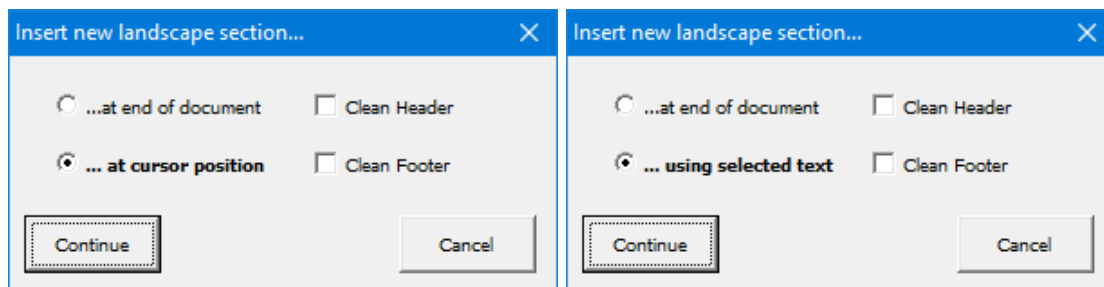 Insert new landscape section...
...at end of document
Clean Header
... at cursor position
Clean Footer
Continue
Cancel
Insert new landscape section...
...at end of document
Clean Header
... using selected text
Clean Footer
Continue
Cancel